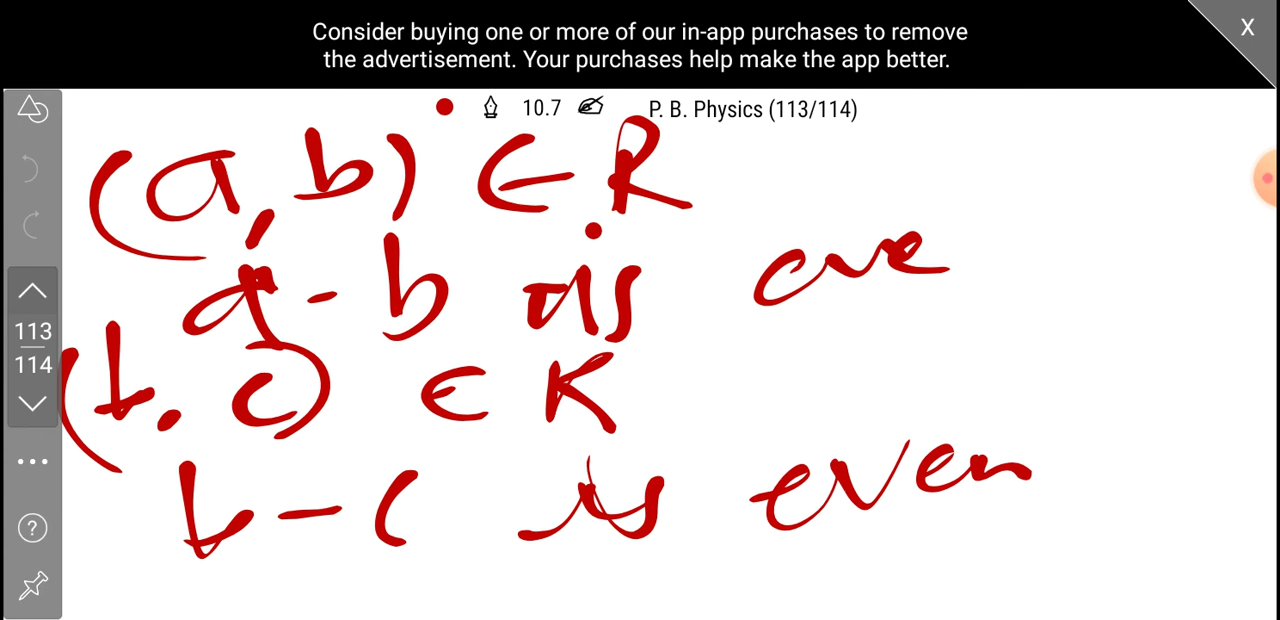 Consider buying one or more of our in-app purchases to remove
the advertisement. Your purchases help make the app better.
X
10.7 P. B. Physics (113/114)
(a, b) ∈ R
a - b is eve
113
114
(b, c) ∈ R
b - c is even
?